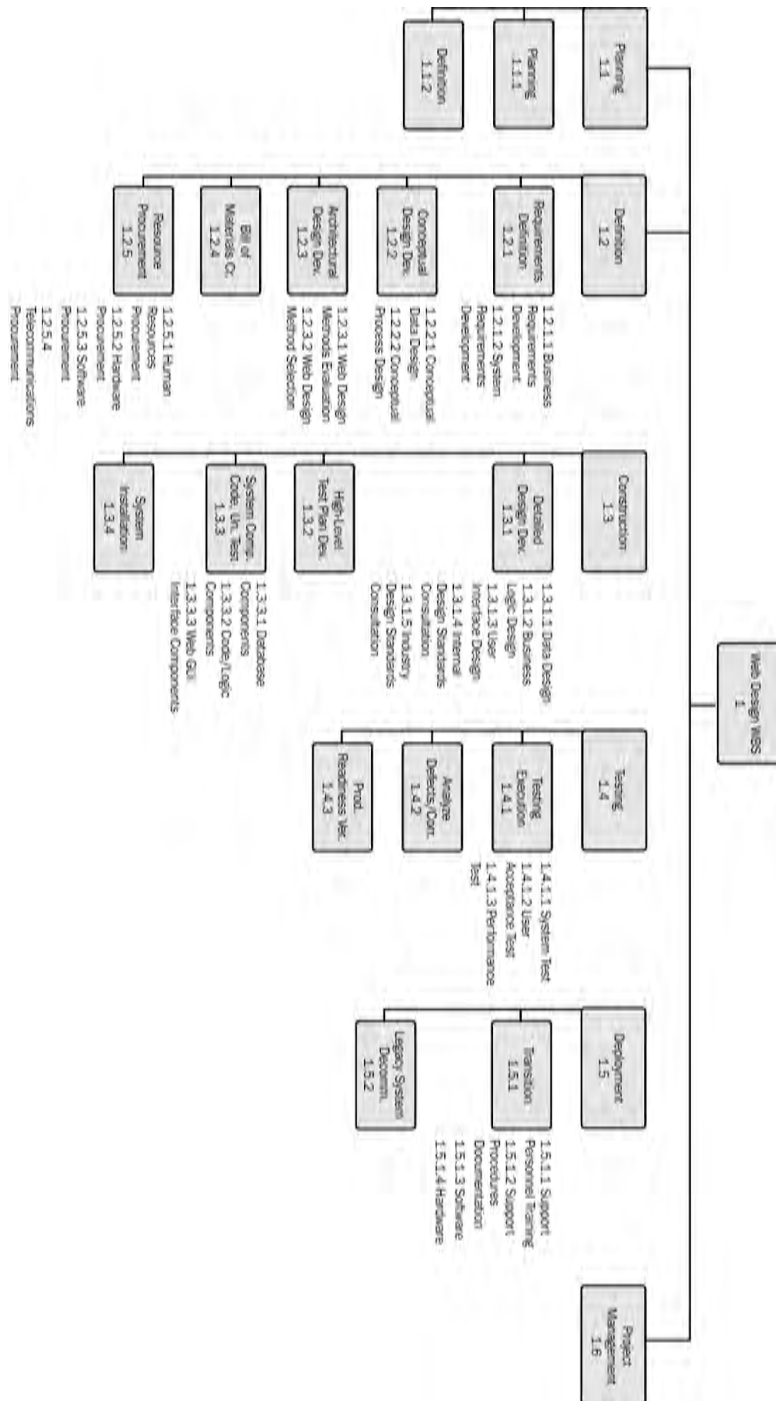 Web Design WBS
1
Planning
1.1
Planning
1.1.1
Definition
1.1.2
Definition
1.2
Requirements
Definition
1.2.1
1.2.1.1 Business
Requirements
Development
1.2.1.2 System
Requirements
Development
Conceptual
Design Dev.
1.2.2
1.2.2.1 Conceptual
Data Design
1.2.2.2 Conceptual
Process Design
Architectural
Design Dev.
1.2.3
1.2.3.1 Web Design
Methods Evaluation
1.2.3.2 Web Design
Method Selection
Bill of
Materials Cr.
1.2.4
Resource
Procurement
1.2.5
1.2.5.1 Human
Resources
Procurement
1.2.5.2 Hardware
Procurement
1.2.5.3 Software
Procurement
1.2.5.4
Telecommunications
Procurement
Construction
1.3
Detailed
Design Dev.
1.3.1
1.3.1.1 Data Design
1.3.1.2 Business
Logic Design
1.3.1.3 User
Interface Design
1.3.1.4 Internal
Design Standards
Consultation
1.3.1.5 Industry
Design Standards
Consultation
High-Level
Test Plan Dev.
1.3.2
System Comp.
Code, Un. Test
1.3.3
1.3.3.1 Database
Components
1.3.3.2 Code/Logic
Components
1.3.3.3 Web GUI
Interface Components
System
Installation
1.3.4
Testing
1.4
Testing
Execution
1.4.1
1.4.1.1 System Test
1.4.1.2 User
Acceptance Test
1.4.1.3 Performance
Test
Analyze
Defects/Corr.
1.4.2
Prod.
Readiness Ver.
1.4.3
Deployment
1.5
Transition
1.5.1
1.5.1.1 Support
Personnel Training
1.5.1.2 Support
Procedures
Documentation
1.5.1.3 Software
1.5.1.4 Hardware
Legacy System
Decomm.
1.5.2
Project
Management
1.6